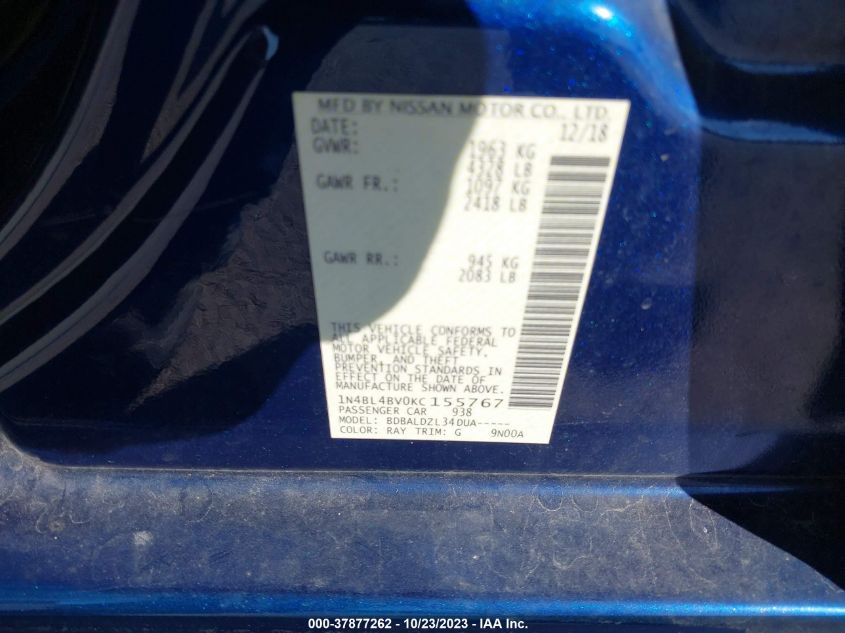 MFD BY NISSAN MOTOR CO., LTD.
DATE: 12/18
GVWR: 1963 KG
4328 LB
GAWR FR.: 1097 KG
2418 LB
GAWR RR.: 945 KG
2083 LB
THIS VEHICLE CONFORMS TO
ALL APPLICABLE FEDERAL
MOTOR VEHICLE SAFETY,
BUMPER, AND THEFT
PREVENTION STANDARDS IN
EFFECT ON THE DATE OF
MANUFACTURE SHOWN ABOVE.
1N4BL4BV0KC155767
PASSENGER CAR 938
MODEL: BDBALDZL34DUA-----
COLOR: RAY TRIM: G 9N00A
000-37877262 - 10/23/2023 - IAA Inc.